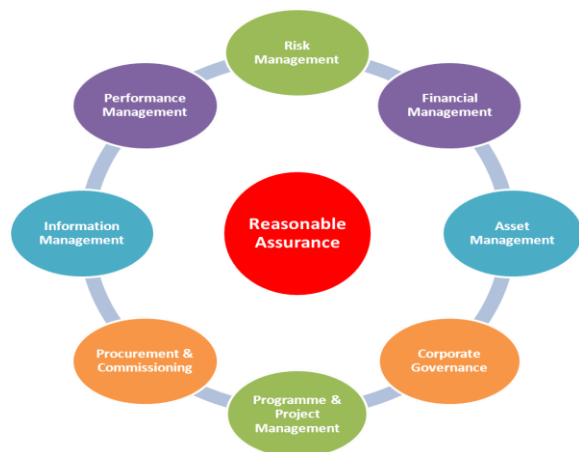 Risk
Management
Performance
Management
Financial
Management
Information
Management
Reasonable
Assurance
Asset
Management
Procurement &
Commissioning
Corporate
Governance
Programme &
Project
Management